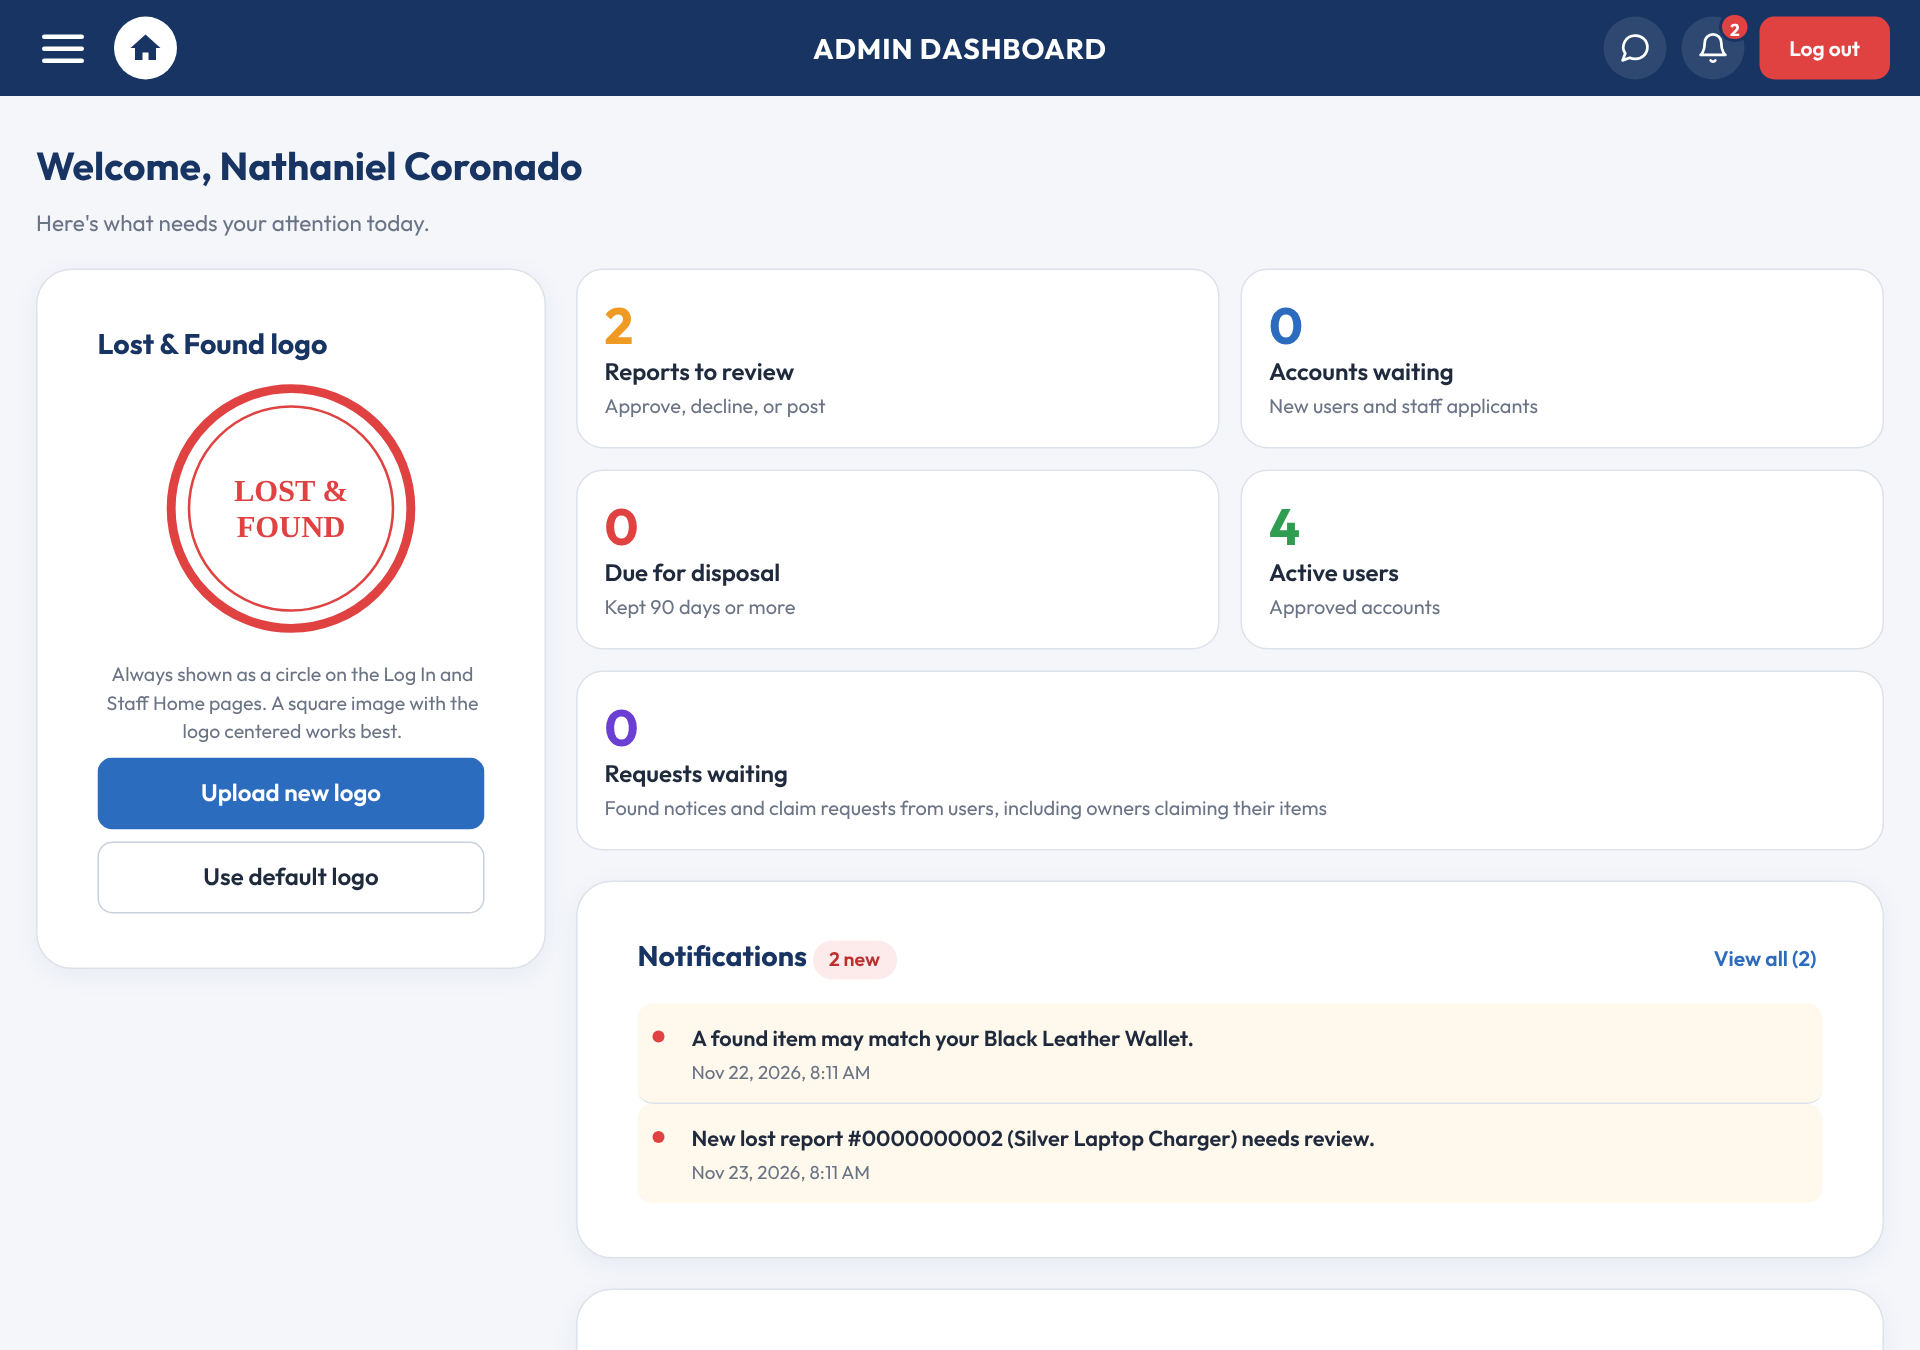 ADMIN DASHBOARD
2
Log out
Welcome, Nathaniel Coronado
Here's what needs your attention today.
Lost & Found logo
LOST &
FOUND
Always shown as a circle on the Log In and
Staff Home pages. A square image with the
logo centered works best.
Upload new logo
Use default logo
2
Reports to review
Approve, decline, or post
0
Accounts waiting
New users and staff applicants
0
Due for disposal
Kept 90 days or more
4
Active users
Approved accounts
0
Requests waiting
Found notices and claim requests from users, including owners claiming their items
Notifications 2 new
View all (2)
A found item may match your Black Leather Wallet.
Nov 22, 2026, 8:11 AM
New lost report #0000000002 (Silver Laptop Charger) needs review.
Nov 23, 2026, 8:11 AM